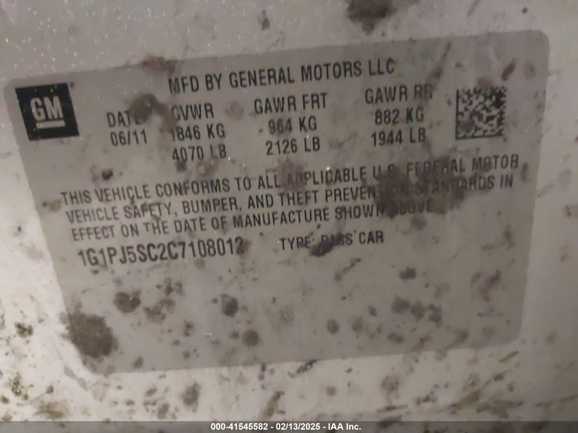 MFD BY GENERAL MOTORS LLC
GM
DATE GVWR GAWR FRT GAWR RR
06/11 1846 KG 964 KG 882 KG
4070 LB 2126 LB 1944 LB
THIS VEHICLE CONFORMS TO ALL APPLICABLE U.S. FEDERAL MOTOR
VEHICLE SAFETY, BUMPER, AND THEFT PREVENTION STANDARDS IN
EFFECT ON THE DATE OF MANUFACTURE SHOWN ABOVE
1G1PJ5SC2C7108012 TYPE: PASS CAR
000-41545582 - 02/13/2025 - IAA Inc.